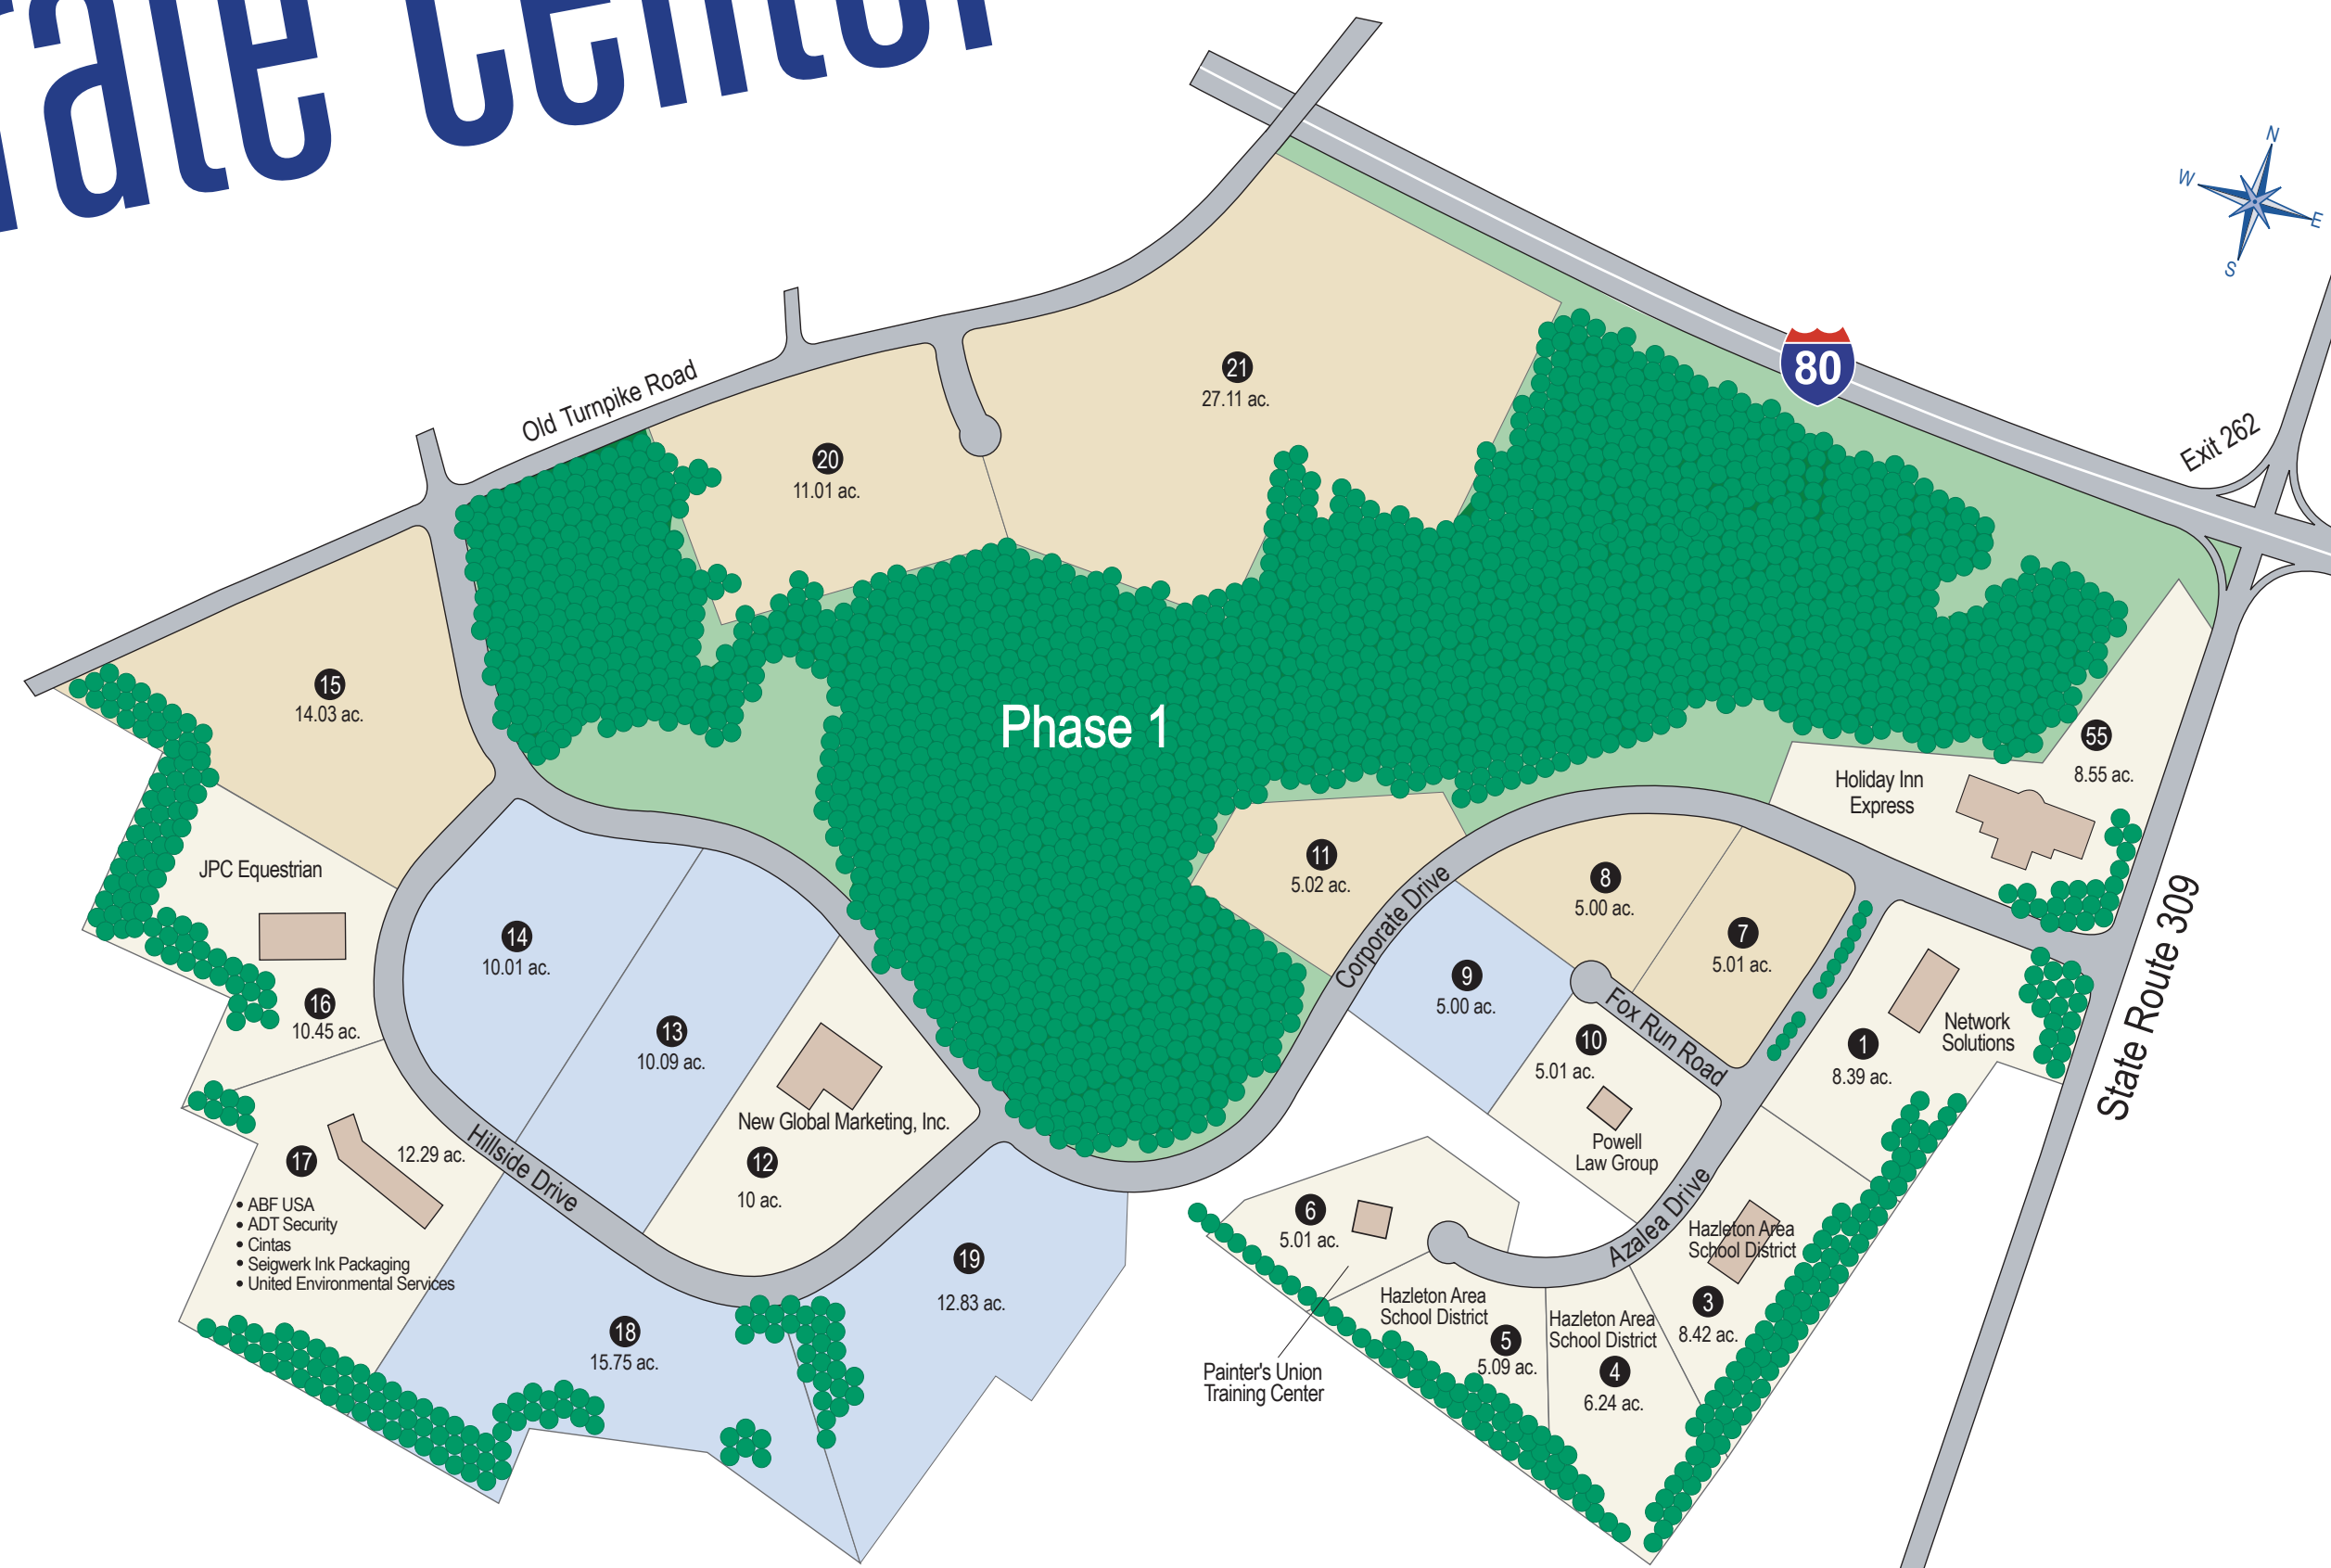 rate Center
N
W
E
S
80
Exit 262
Old Turnpike Road
21
27.11 ac.
20
11.01 ac.
15
14.03 ac.
Phase 1
55
8.55 ac.
Holiday Inn
Express
State Route 309
JPC Equestrian
16
10.45 ac.
14
10.01 ac.
13
10.09 ac.
New Global Marketing, Inc.
12
10 ac.
11
5.02 ac.
Corporate Drive
8
5.00 ac.
7
5.01 ac.
9
5.00 ac.
Fox Run Road
10
5.01 ac.
Powell
Law Group
1
8.39 ac.
Network
Solutions
Hillside Drive
17
12.29 ac.
• ABF USA
• ADT Security
• Cintas
• Seigwerk Ink Packaging
• United Environmental Services
18
15.75 ac.
19
12.83 ac.
6
5.01 ac.
Painter's Union
Training Center
Azalea Drive
Hazleton Area
School District
5
5.09 ac.
Hazleton Area
School District
4
6.24 ac.
Hazleton Area
School District
3
8.42 ac.